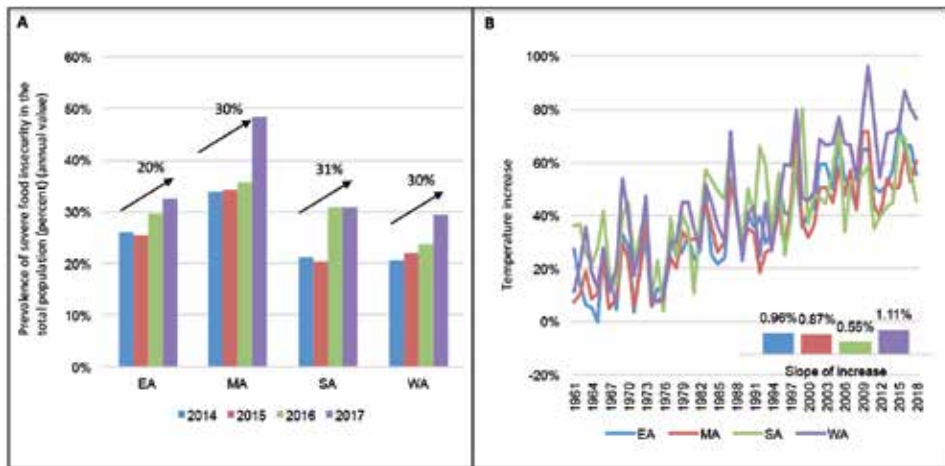 A
Prevalence of severe food insecurity in the
total population (percent) (annual value)
60%
50%
40%
30%
20%
10%
0%
20%
30%
31%
30%
EA MA SA WA
2014 2015 2016 2017
B
Temperature increase
100%
80%
60%
40%
20%
0%
-20%
0.96% 0.87% 0.55% 1.11%
Slope of increase
1961 1964 1967 1970 1973 1976 1979 1982 1985 1988 1991 1994 1997 2000 2003 2006 2009 2012 2015 2018
EA MA SA WA